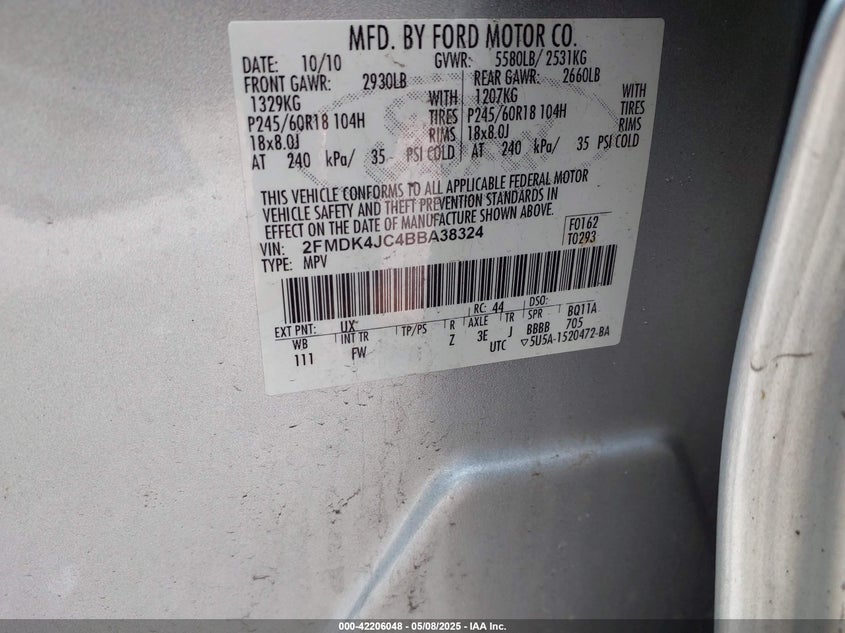 MFD. BY FORD MOTOR CO.
DATE: 10/10 GVWR: 5580LB/ 2531KG
FRONT GAWR: 2930LB REAR GAWR: 2660LB
1329KG WITH 1207KG WITH
P245/60R18 104H TIRES P245/60R18 104H TIRES
18x8.0J RIMS 18x8.0J RIMS
AT 240 kPa/ 35 PSI COLD AT 240 kPa/ 35 PSI COLD
THIS VEHICLE CONFORMS TO ALL APPLICABLE FEDERAL MOTOR
VEHICLE SAFETY AND THEFT PREVENTION STANDARDS IN
EFFECT ON THE DATE OF MANUFACTURE SHOWN ABOVE.
VIN: 2FMDK4JC4BBA38324 F0162
TYPE: MPV T0293
EXT PNT: UX RC: 44 DSO:
WB INT TR TP/PS R AXLE TR SPR BQ11A
111 FW Z 3E J BBBB 705
UTC ▽5U5A-1520472-BA
000-42206048 - 05/08/2025 - IAA Inc.